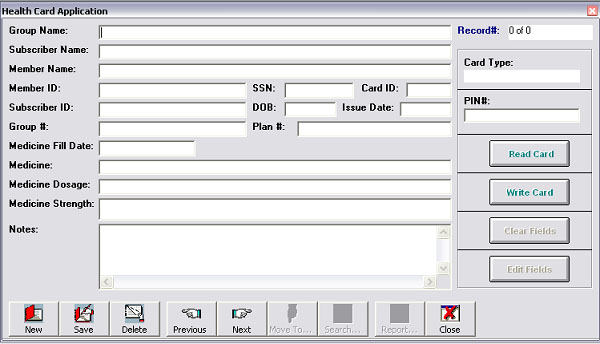 Health Card Application
Group Name:
Record#: 0 of 0
Subscriber Name:
Member Name:
Card Type:
Member ID: SSN: Card ID:
Subscriber ID: DOB: Issue Date:
PIN#:
Group #: Plan #:
Medicine Fill Date:
Read Card
Medicine:
Medicine Dosage:
Write Card
Medicine Strength:
Notes:
Clear Fields
Edit Fields
New Save Delete Previous Next Move To... Search... Report... Close